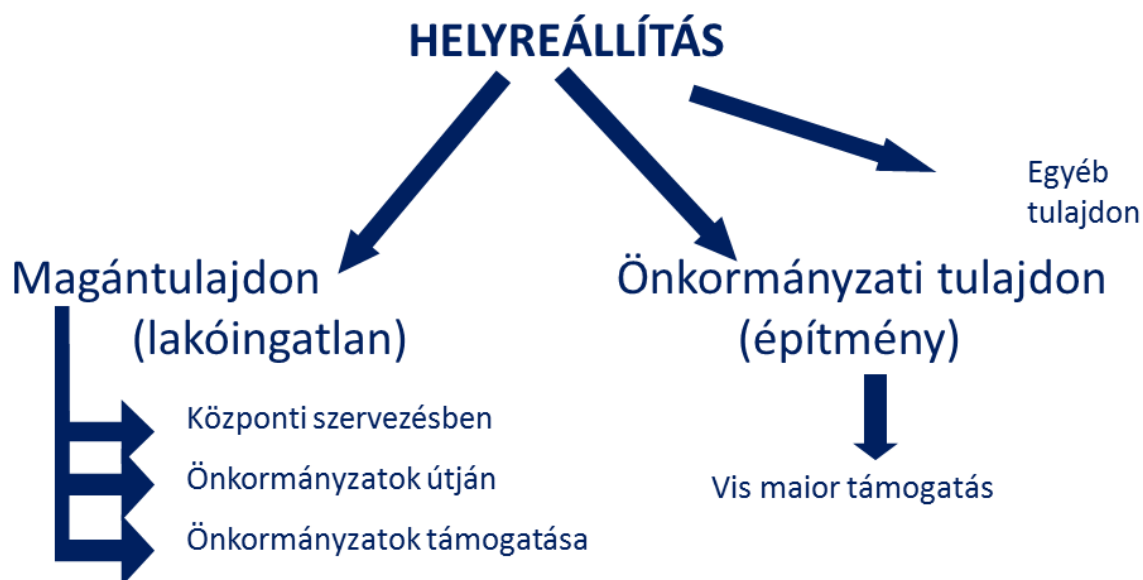 HELYREÁLLÍTÁS
Egyéb
tulajdon
Magántulajdon
(lakóingatlan)
Önkormányzati tulajdon
(építmény)
Központi szervezésben
Önkormányzatok útján
Önkormányzatok támogatása
Vis maior támogatás